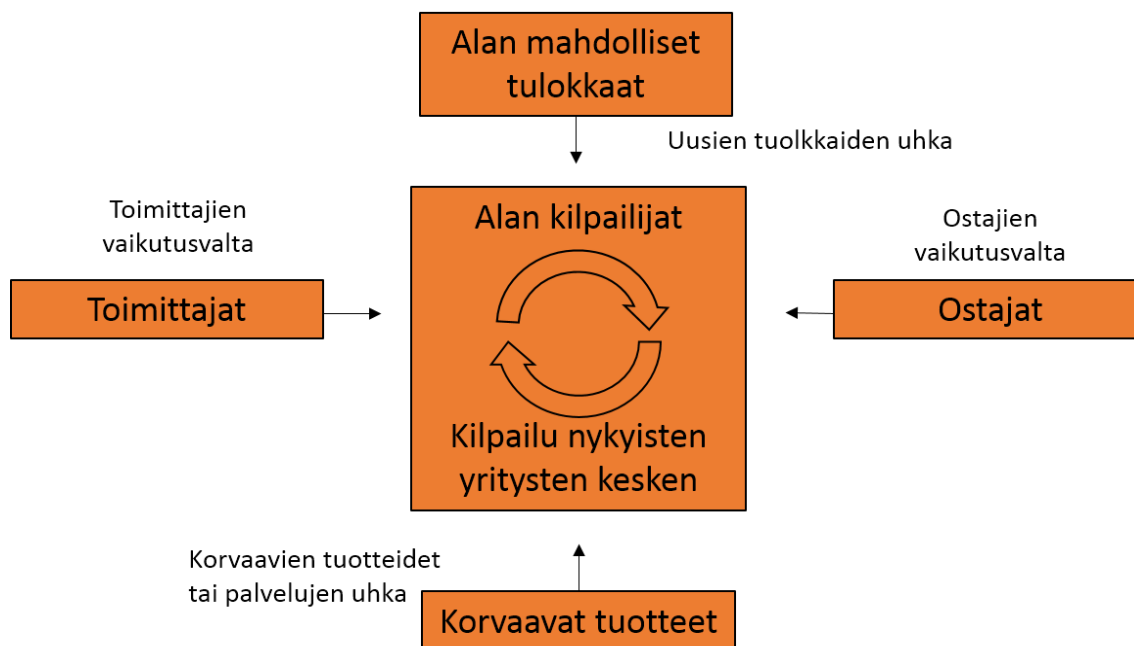 Alan mahdolliset
tulokkaat
Uusien tuolkkaiden uhka
Toimittajien
vaikutusvalta
Toimittajat
Alan kilpailijat
Kilpailu nykyisten
yritysten kesken
Ostajien
vaikutusvalta
Ostajat
Korvaavien tuotteidet
tai palvelujen uhka
Korvaavat tuotteet